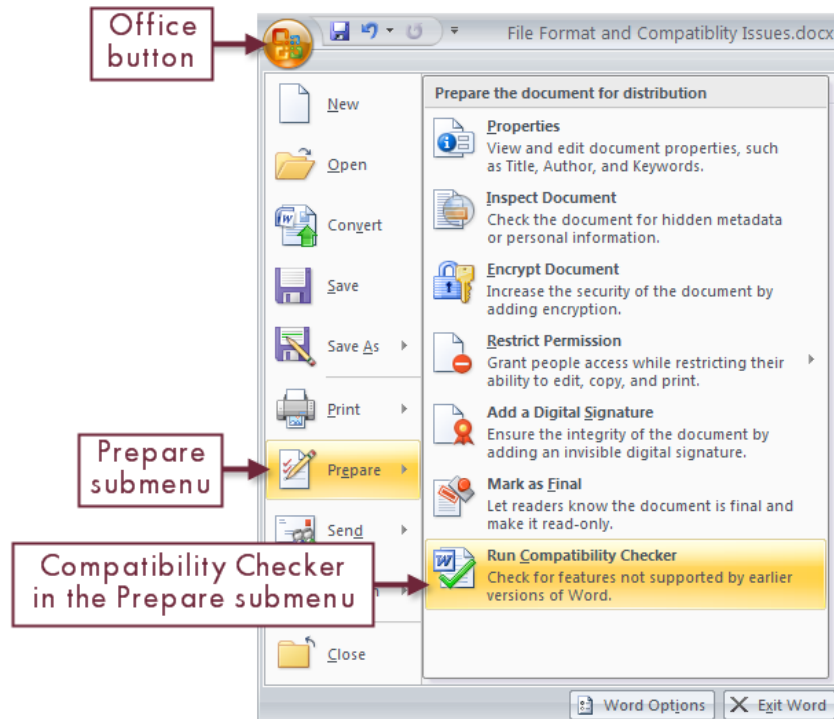 Office
button
File Format and Compatiblity Issues.docx
Prepare the document for distribution
New
Open
Convert
Save
Save As
Print
Prepare
submenu
Prepare
Send
Compatibility Checker
in the Prepare submenu
Close
Properties
View and edit document properties, such
as Title, Author, and Keywords.
Inspect Document
Check the document for hidden metadata
or personal information.
Encrypt Document
Increase the security of the document by
adding encryption.
Restrict Permission
Grant people access while restricting their
ability to edit, copy, and print.
Add a Digital Signature
Ensure the integrity of the document by
adding an invisible digital signature.
Mark as Final
Let readers know the document is final and
make it read-only.
Run Compatibility Checker
Check for features not supported by earlier
versions of Word.
Word Options
Exit Word